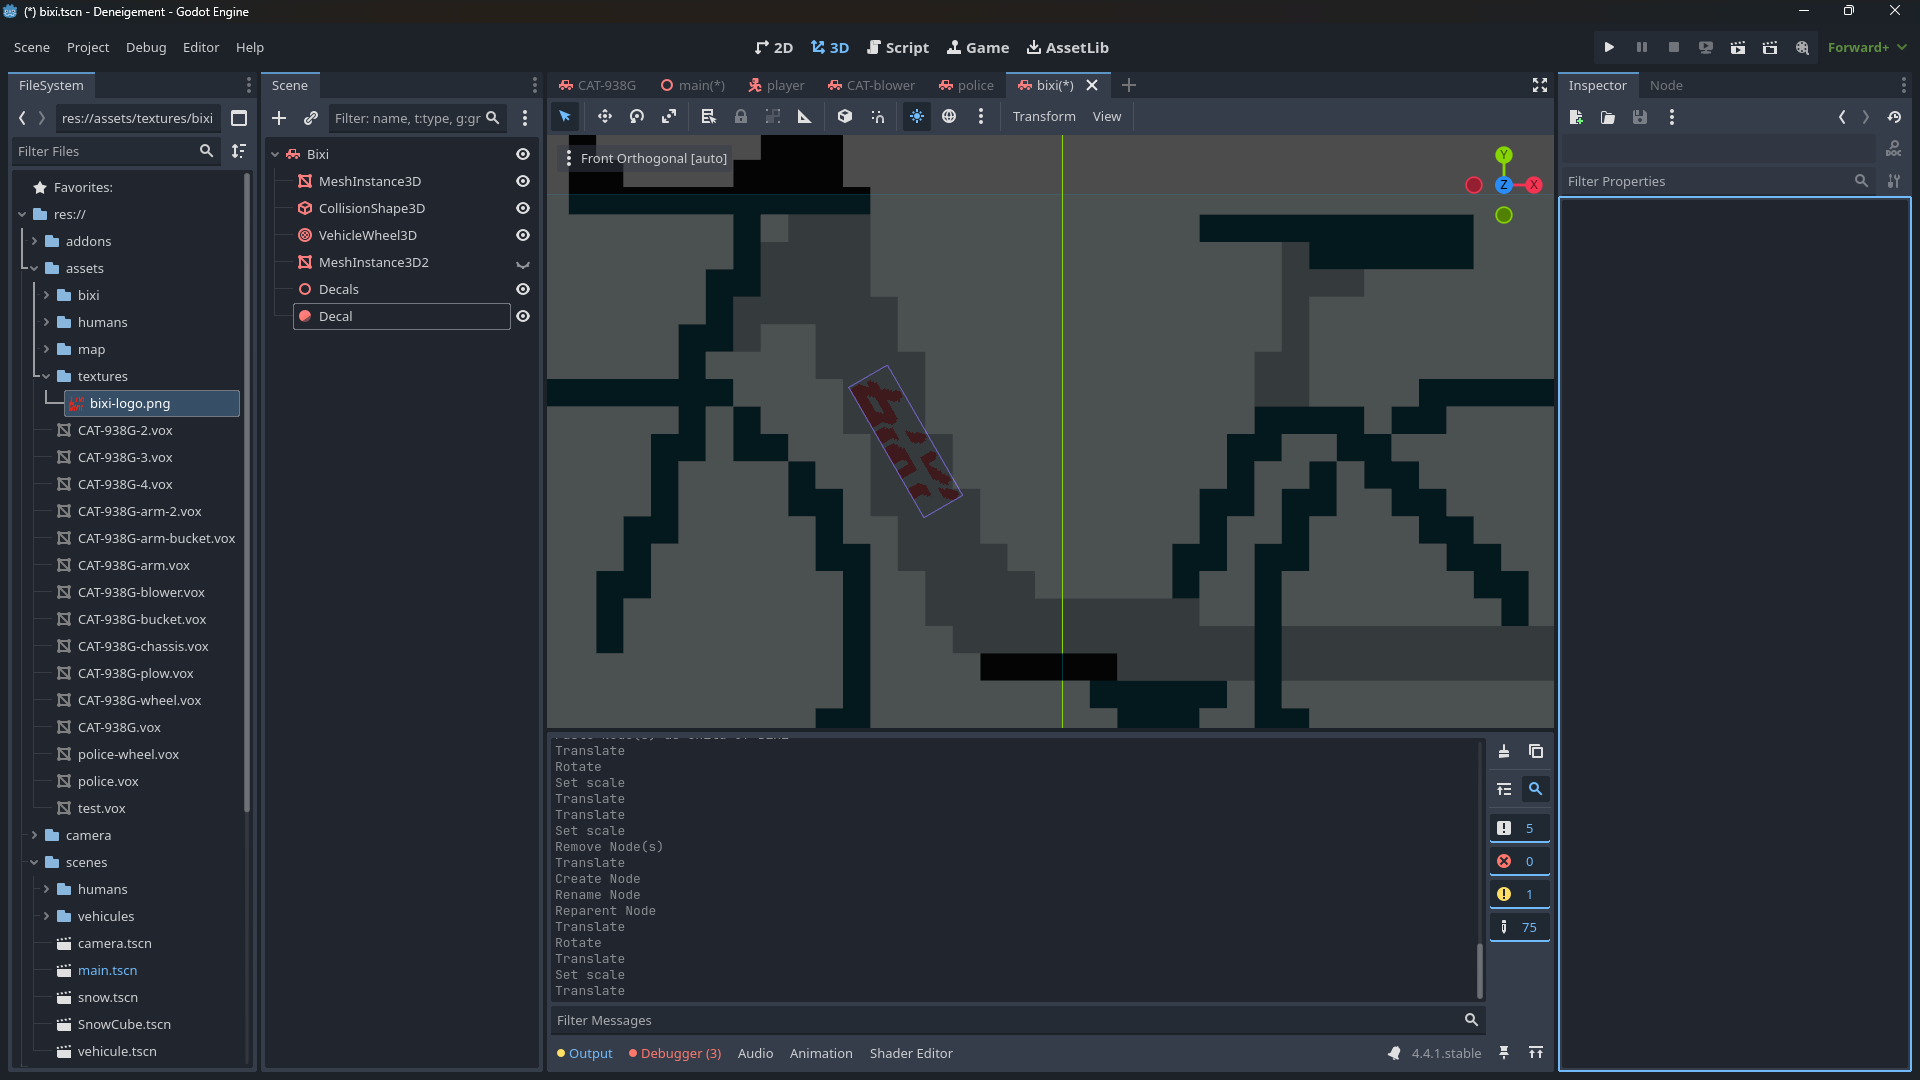 (*) bixi.tscn - Deneigement - Godot Engine
Scene Project Debug Editor Help
2D 3D Script Game AssetLib
Forward+
FileSystem
Scene
CAT-938G main(*) player CAT-blower police bixi(*)
Inspector Node
res://assets/textures/bixi
Filter: name, t:type, g:gr
Transform View
Filter Files
Filter Properties
Favorites:
res://
addons
assets
bixi
humans
map
textures
bixi-logo.png
CAT-938G-2.vox
CAT-938G-3.vox
CAT-938G-4.vox
CAT-938G-arm-2.vox
CAT-938G-arm-bucket.vox
CAT-938G-arm.vox
CAT-938G-blower.vox
CAT-938G-bucket.vox
CAT-938G-chassis.vox
CAT-938G-plow.vox
CAT-938G-wheel.vox
CAT-938G.vox
police-wheel.vox
police.vox
test.vox
camera
scenes
humans
vehicules
camera.tscn
main.tscn
snow.tscn
SnowCube.tscn
vehicule.tscn
Bixi
MeshInstance3D
CollisionShape3D
VehicleWheel3D
MeshInstance3D2
Decals
Decal
Front Orthogonal [auto]
Y
Z X
Translate
Rotate
Set scale
Translate
Translate
Set scale
Remove Node(s)
Translate
Create Node
Rename Node
Reparent Node
Translate
Rotate
Translate
Set scale
Translate
5
0
1
75
Filter Messages
Output Debugger (3) Audio Animation Shader Editor
4.4.1.stable